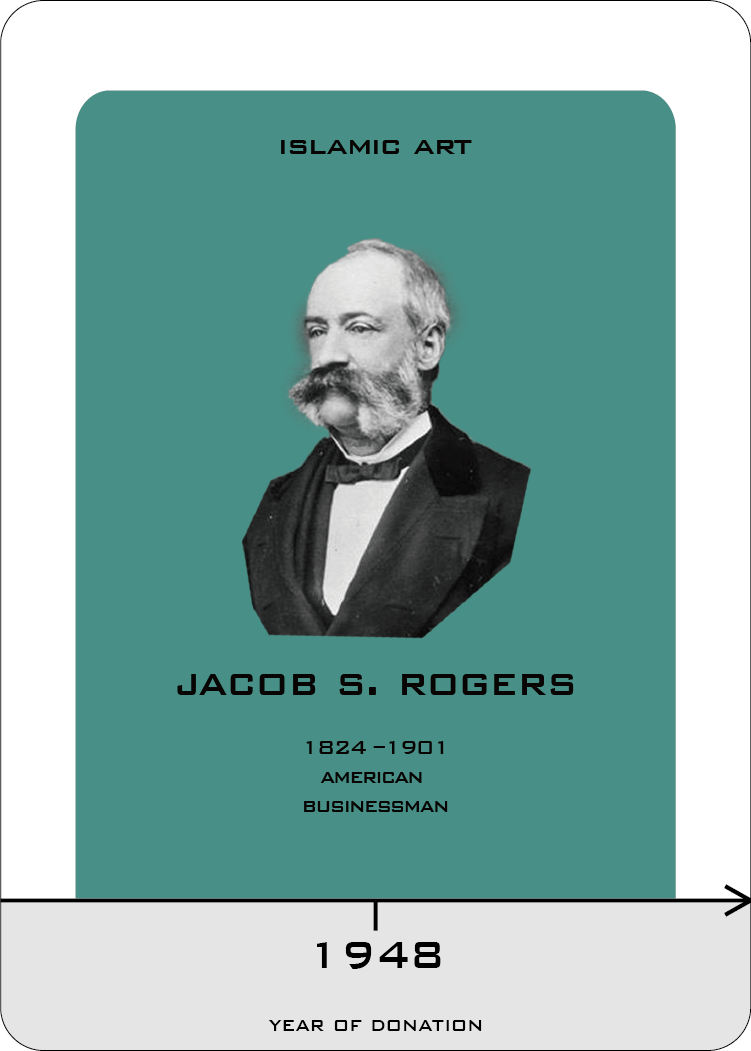 ISLAMIC ART
JACOB S. ROGERS
1824–1901
AMERICAN
BUSINESSMAN
1948
YEAR OF DONATION